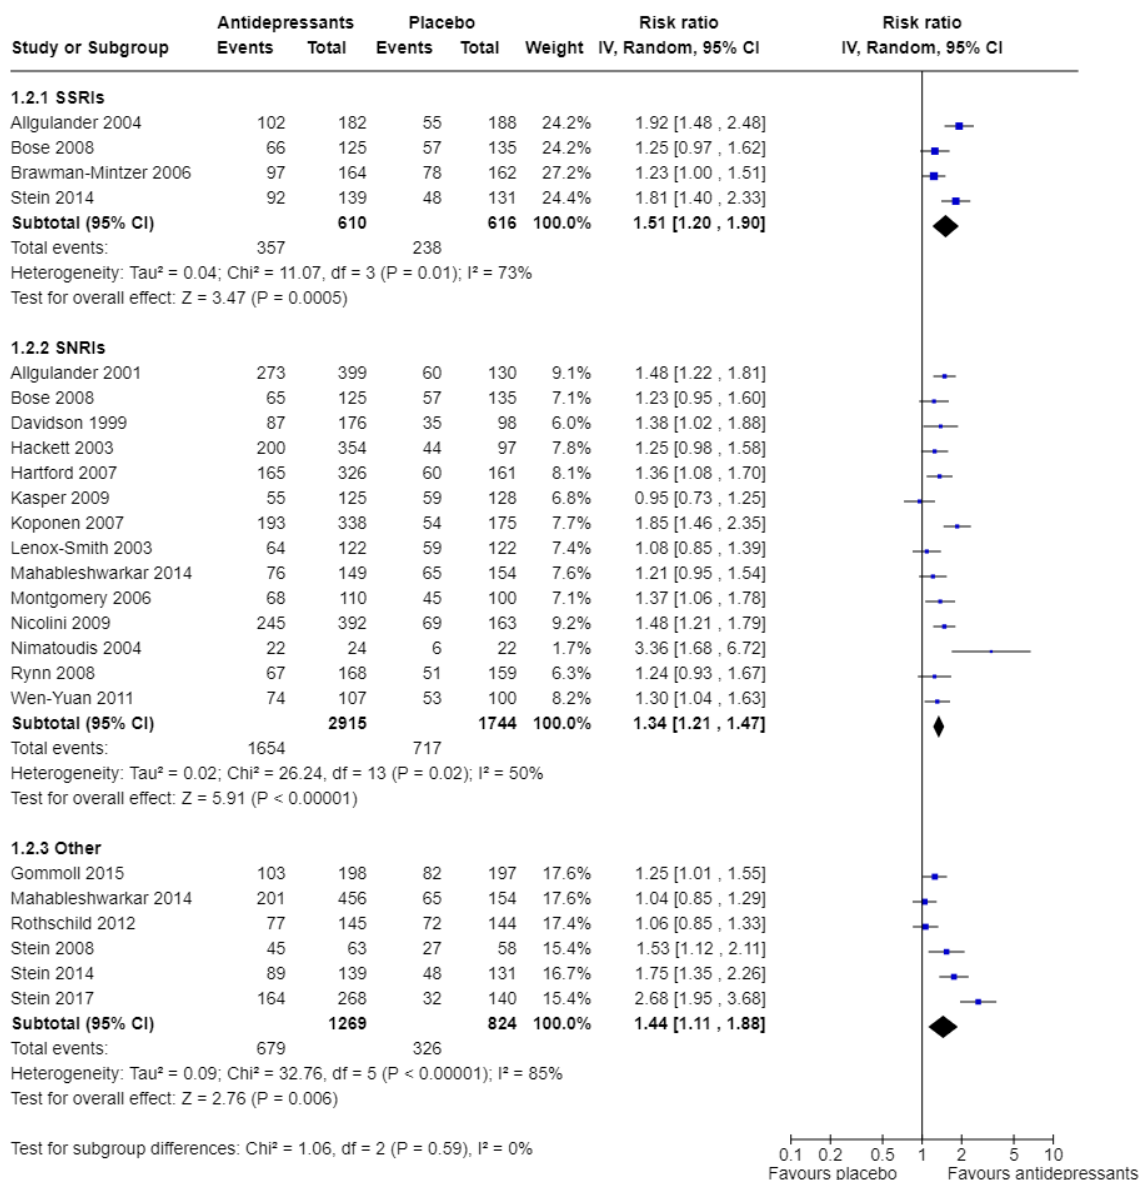 Antidepressants Placebo Risk ratio Risk ratio
Study or Subgroup Events Total Events Total Weight IV, Random, 95% CI IV, Random, 95% CI
1.2.1 SSRIs
Allgulander 2004 102 182 55 188 24.2% 1.92 [1.48 , 2.48]
Bose 2008 66 125 57 135 24.2% 1.25 [0.97 , 1.62]
Brawman-Mintzer 2006 97 164 78 162 27.2% 1.23 [1.00 , 1.51]
Stein 2014 92 139 48 131 24.4% 1.81 [1.40 , 2.33]
Subtotal (95% CI) 610 616 100.0% 1.51 [1.20 , 1.90]
Total events: 357 238
Heterogeneity: Tau² = 0.04; Chi² = 11.07, df = 3 (P = 0.01); I² = 73%
Test for overall effect: Z = 3.47 (P = 0.0005)
1.2.2 SNRIs
Allgulander 2001 273 399 60 130 9.1% 1.48 [1.22 , 1.81]
Bose 2008 65 125 57 135 7.1% 1.23 [0.95 , 1.60]
Davidson 1999 87 176 35 98 6.0% 1.38 [1.02 , 1.88]
Hackett 2003 200 354 44 97 7.8% 1.25 [0.98 , 1.58]
Hartford 2007 165 326 60 161 8.1% 1.36 [1.08 , 1.70]
Kasper 2009 55 125 59 128 6.8% 0.95 [0.73 , 1.25]
Koponen 2007 193 338 54 175 7.7% 1.85 [1.46 , 2.35]
Lenox-Smith 2003 64 122 59 122 7.4% 1.08 [0.85 , 1.39]
Mahableshwarkar 2014 76 149 65 154 7.6% 1.21 [0.95 , 1.54]
Montgomery 2006 68 110 45 100 7.1% 1.37 [1.06 , 1.78]
Nicolini 2009 245 392 69 163 9.2% 1.48 [1.21 , 1.79]
Nimatoudis 2004 22 24 6 22 1.7% 3.36 [1.68 , 6.72]
Rynn 2008 67 168 51 159 6.3% 1.24 [0.93 , 1.67]
Wen-Yuan 2011 74 107 53 100 8.2% 1.30 [1.04 , 1.63]
Subtotal (95% CI) 2915 1744 100.0% 1.34 [1.21 , 1.47]
Total events: 1654 717
Heterogeneity: Tau² = 0.02; Chi² = 26.24, df = 13 (P = 0.02); I² = 50%
Test for overall effect: Z = 5.91 (P < 0.00001)
1.2.3 Other
Gommoll 2015 103 198 82 197 17.6% 1.25 [1.01 , 1.55]
Mahableshwarkar 2014 201 456 65 154 17.6% 1.04 [0.85 , 1.29]
Rothschild 2012 77 145 72 144 17.4% 1.06 [0.85 , 1.33]
Stein 2008 45 63 27 58 15.4% 1.53 [1.12 , 2.11]
Stein 2014 89 139 48 131 16.7% 1.75 [1.35 , 2.26]
Stein 2017 164 268 32 140 15.4% 2.68 [1.95 , 3.68]
Subtotal (95% CI) 1269 824 100.0% 1.44 [1.11 , 1.88]
Total events: 679 326
Heterogeneity: Tau² = 0.09; Chi² = 32.76, df = 5 (P < 0.00001); I² = 85%
Test for overall effect: Z = 2.76 (P = 0.006)
Test for subgroup differences: Chi² = 1.06, df = 2 (P = 0.59), I² = 0%
0.1 0.2 0.5 1 2 5 10
Favours placebo Favours antidepressants